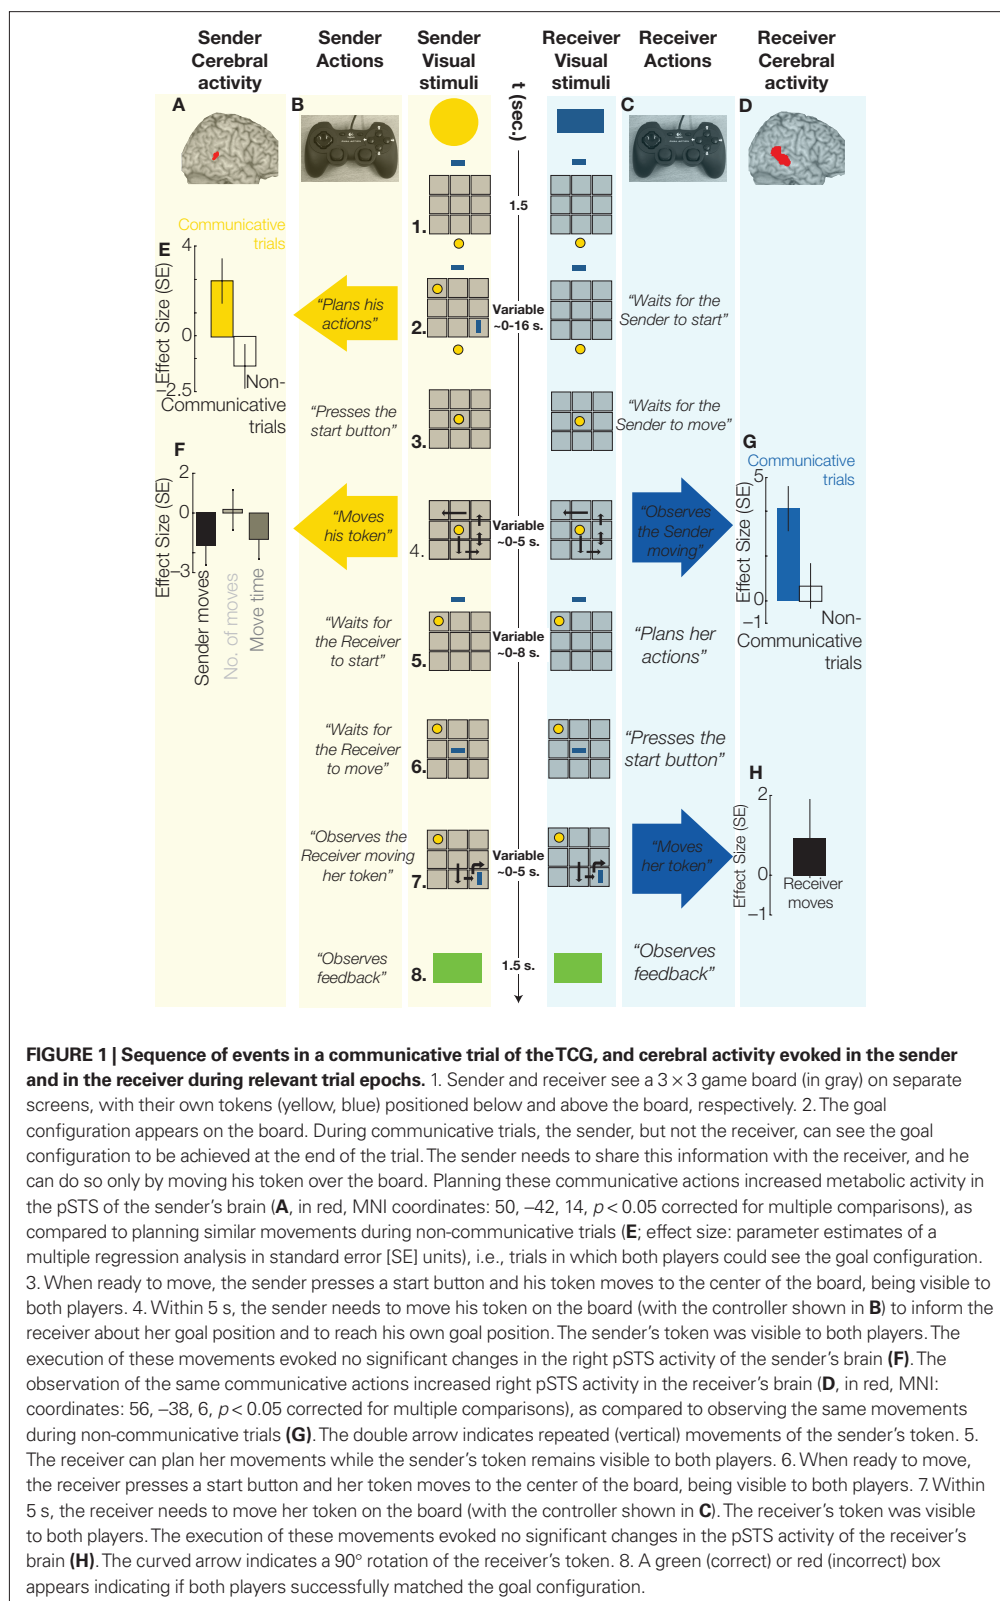 Sender Cerebral activity
Sender Actions
Sender Visual stimuli
t (sec.)
Receiver Visual stimuli
Receiver Actions
Receiver Cerebral activity
A
B
C
D
1.
1.5
E
Communicative trials
4
0
−2.5
Effect Size (SE)
Non-Communicative trials
"Plans his actions"
2.
Variable ~0-16 s.
"Waits for the Sender to start"
"Presses the start button"
3.
"Waits for the Sender to move"
F
2
0
−3
Effect Size (SE)
Sender moves
No. of moves
Move time
"Moves his token"
4.
Variable ~0-5 s.
"Observes the Sender moving"
G
Communicative trials
5
0
−1
Effect Size (SE)
Non-Communicative trials
"Waits for the Receiver to start"
5.
Variable ~0-8 s.
"Plans her actions"
"Waits for the Receiver to move"
6.
"Presses the start button"
"Observes the Receiver moving her token"
7.
Variable ~0-5 s.
"Moves her token"
H
2
0
−1
Effect Size (SE)
Receiver moves
"Observes feedback"
8.
1.5 s.
"Observes feedback"
FIGURE 1 | Sequence of events in a communicative trial of the TCG, and cerebral activity evoked in the sender
and in the receiver during relevant trial epochs. 1. Sender and receiver see a 3 × 3 game board (in gray) on separate
screens, with their own tokens (yellow, blue) positioned below and above the board, respectively. 2. The goal
configuration appears on the board. During communicative trials, the sender, but not the receiver, can see the goal
configuration to be achieved at the end of the trial. The sender needs to share this information with the receiver, and he
can do so only by moving his token over the board. Planning these communicative actions increased metabolic activity in
the pSTS of the sender's brain (A, in red, MNI coordinates: 50, −42, 14, p < 0.05 corrected for multiple comparisons), as
compared to planning similar movements during non-communicative trials (E; effect size: parameter estimates of a
multiple regression analysis in standard error [SE] units), i.e., trials in which both players could see the goal configuration.
3. When ready to move, the sender presses a start button and his token moves to the center of the board, being visible to
both players. 4. Within 5 s, the sender needs to move his token on the board (with the controller shown in B) to inform the
receiver about her goal position and to reach his own goal position. The sender's token was visible to both players. The
execution of these movements evoked no significant changes in the right pSTS activity of the sender's brain (F). The
observation of the same communicative actions increased right pSTS activity in the receiver's brain (D, in red, MNI:
coordinates: 56, −38, 6, p < 0.05 corrected for multiple comparisons), as compared to observing the same movements
during non-communicative trials (G). The double arrow indicates repeated (vertical) movements of the sender's token. 5.
The receiver can plan her movements while the sender's token remains visible to both players. 6. When ready to move,
the receiver presses a start button and her token moves to the center of the board, being visible to both players. 7. Within
5 s, the receiver needs to move her token on the board (with the controller shown in C). The receiver's token was visible
to both players. The execution of these movements evoked no significant changes in the pSTS activity of the receiver's
brain (H). The curved arrow indicates a 90° rotation of the receiver's token. 8. A green (correct) or red (incorrect) box
appears indicating if both players successfully matched the goal configuration.